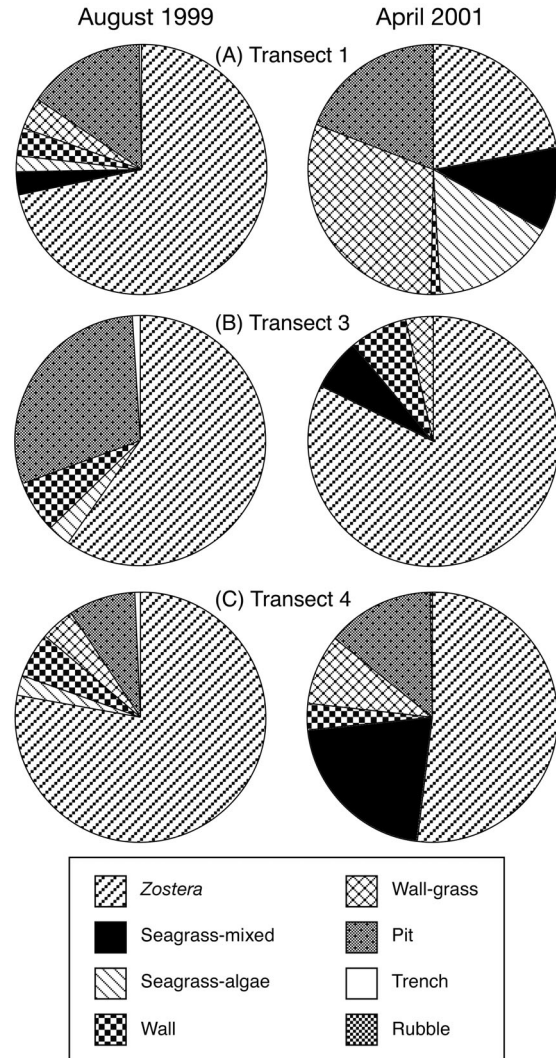 August 1999
April 2001
(A) Transect 1
(B) Transect 3
(C) Transect 4
Zostera
Wall-grass
Seagrass-mixed
Pit
Seagrass-algae
Trench
Wall
Rubble